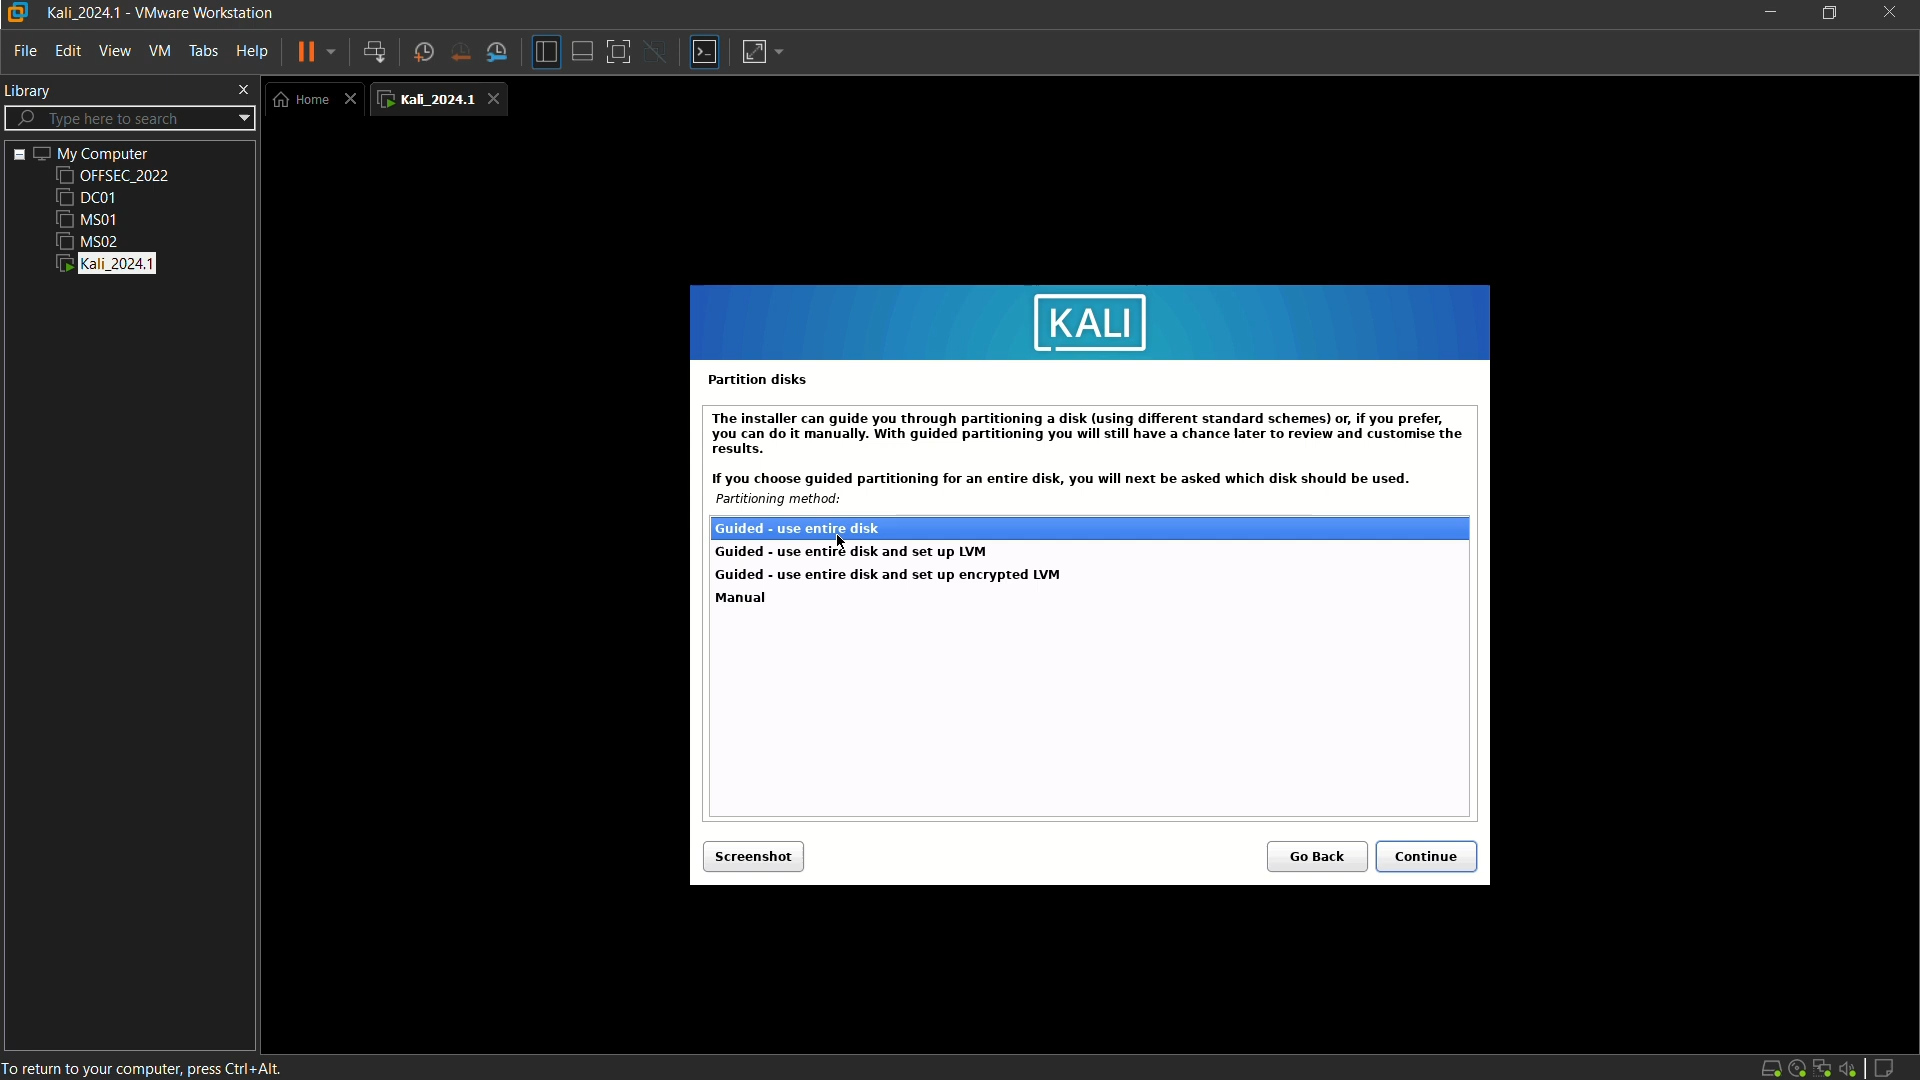 Kali_2024.1 - VMware Workstation
File Edit View VM Tabs Help
Library
Home
Kali_2024.1
Type here to search
My Computer
OFFSEC_2022
DC01
MS01
MS02
Kali_2024.1
KALI
Partition disks
The installer can guide you through partitioning a disk (using different standard schemes) or, if you prefer,
you can do it manually. With guided partitioning you will still have a chance later to review and customise the
results.
If you choose guided partitioning for an entire disk, you will next be asked which disk should be used.
Partitioning method:
Guided - use entire disk
Guided - use entire disk and set up LVM
Guided - use entire disk and set up encrypted LVM
Manual
Screenshot
Go Back
Continue
To return to your computer, press Ctrl+Alt.